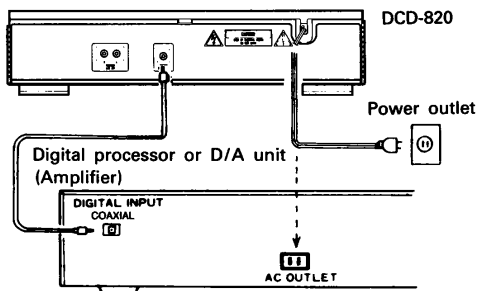 DCD-820
Power outlet
Digital processor or D/A unit
(Amplifier)
DIGITAL INPUT
COAXIAL
AC OUTLET